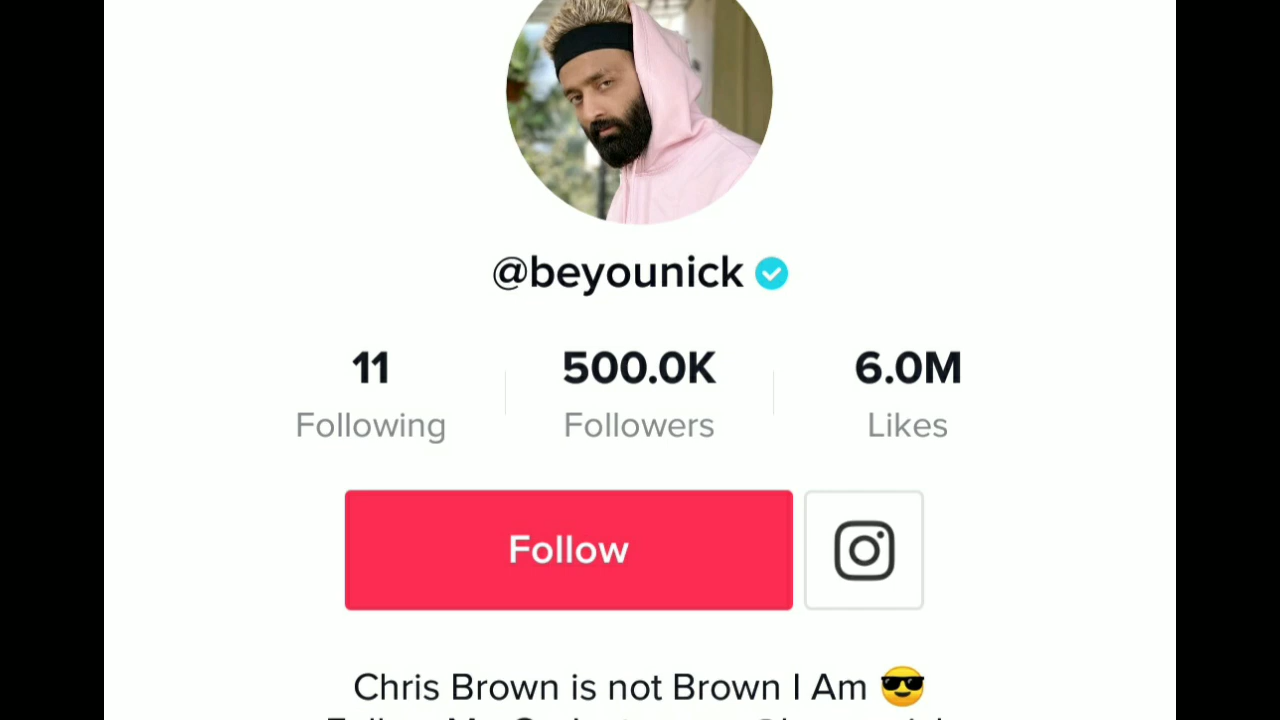 @beyounick
11 500.0K 6.0M
Following Followers Likes
Follow
Chris Brown is not Brown I Am 😎